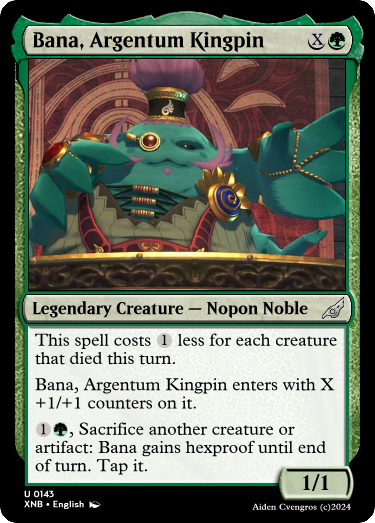 Bana, Argentum Kingpin X
Legendary Creature — Nopon Noble
This spell costs 1 less for each creature
that died this turn.
Bana, Argentum Kingpin enters with X
+1/+1 counters on it.
1, Sacrifice another creature or
artifact: Bana gains hexproof until end
of turn. Tap it.
1/1
U 0143
XNB • English
Aiden Cvengros (c)2024